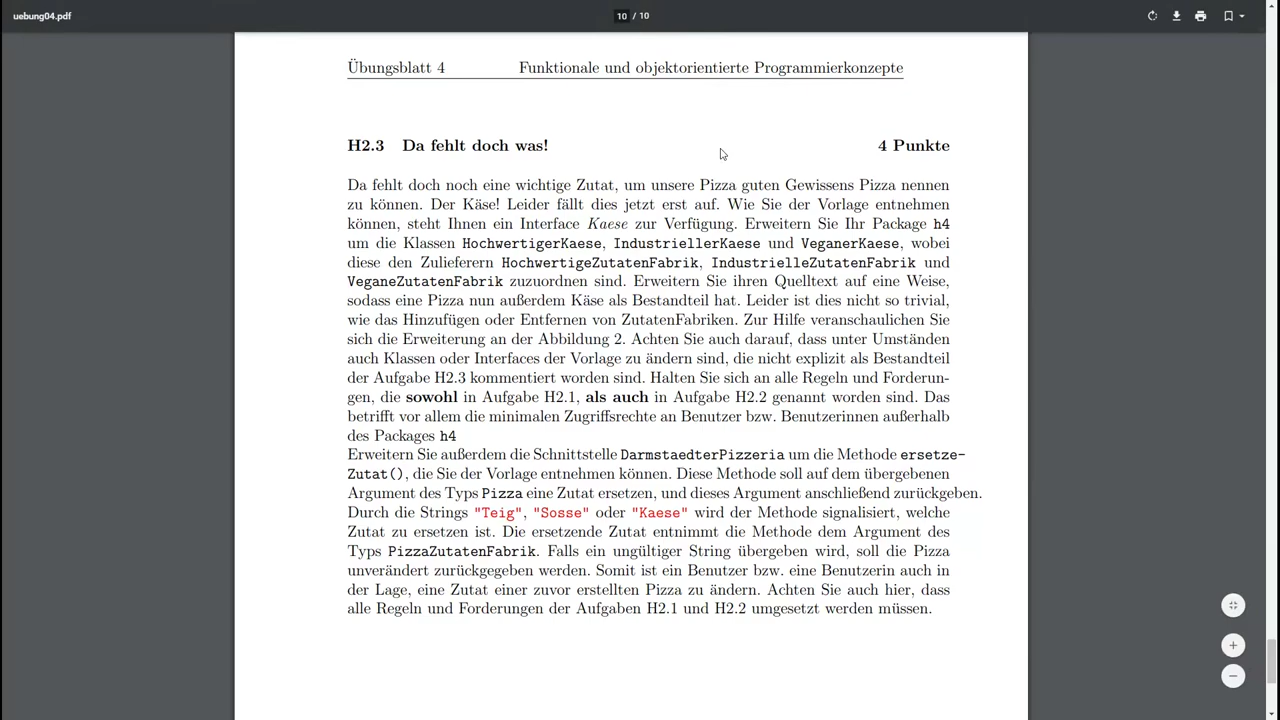 uebung04.pdf
10 / 10
Übungsblatt 4 Funktionale und objektorientierte Programmierkonzepte
H2.3 Da fehlt doch was! 4 Punkte
Da fehlt doch noch eine wichtige Zutat, um unsere Pizza guten Gewissens Pizza nennen
zu können. Der Käse! Leider fällt dies jetzt erst auf. Wie Sie der Vorlage entnehmen
können, steht Ihnen ein Interface Kaese zur Verfügung. Erweitern Sie Ihr Package h4
um die Klassen HochwertigerKaese, IndustriellerKaese und VeganerKaese, wobei
diese den Zulieferern HochwertigeZutatenFabrik, IndustrielleZutatenFabrik und
VeganeZutatenFabrik zuzuordnen sind. Erweitern Sie ihren Quelltext auf eine Weise,
sodass eine Pizza nun außerdem Käse als Bestandteil hat. Leider ist dies nicht so trivial,
wie das Hinzufügen oder Entfernen von ZutatenFabriken. Zur Hilfe veranschaulichen Sie
sich die Erweiterung an der Abbildung 2. Achten Sie auch darauf, dass unter Umständen
auch Klassen oder Interfaces der Vorlage zu ändern sind, die nicht explizit als Bestandteil
der Aufgabe H2.3 kommentiert worden sind. Halten Sie sich an alle Regeln und Forderun-
gen, die sowohl in Aufgabe H2.1, als auch in Aufgabe H2.2 genannt worden sind. Das
betrifft vor allem die minimalen Zugriffsrechte an Benutzer bzw. Benutzerinnen außerhalb
des Packages h4
Erweitern Sie außerdem die Schnittstelle DarmstaedterPizzeria um die Methode ersetze-
Zutat(), die Sie der Vorlage entnehmen können. Diese Methode soll auf dem übergebenen
Argument des Typs Pizza eine Zutat ersetzen, und dieses Argument anschließend zurückgeben.
Durch die Strings "Teig", "Sosse" oder "Kaese" wird der Methode signalisiert, welche
Zutat zu ersetzen ist. Die ersetzende Zutat entnimmt die Methode dem Argument des
Typs PizzaZutatenFabrik. Falls ein ungültiger String übergeben wird, soll die Pizza
unverändert zurückgegeben werden. Somit ist ein Benutzer bzw. eine Benutzerin auch in
der Lage, eine Zutat einer zuvor erstellten Pizza zu ändern. Achten Sie auch hier, dass
alle Regeln und Forderungen der Aufgaben H2.1 und H2.2 umgesetzt werden müssen.